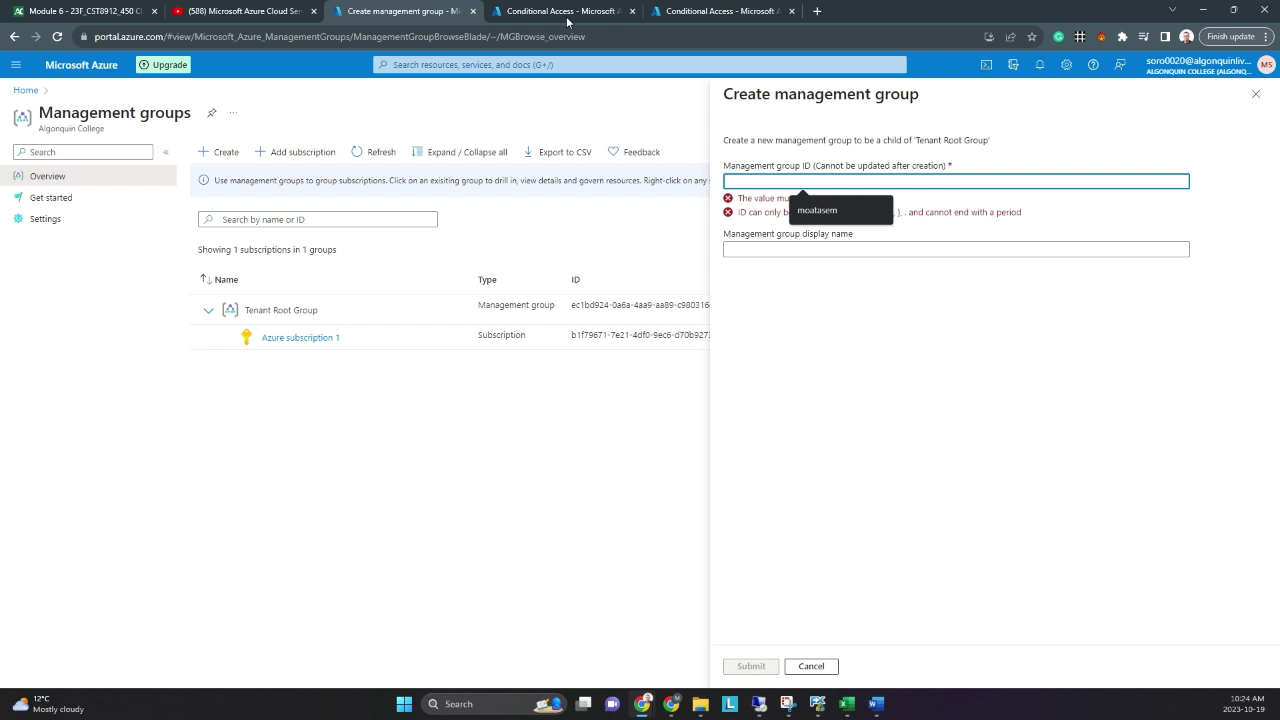 Module 6 - 23F_CST8912_450 Cl
(588) Microsoft Azure Cloud Ser
Create management group - Mi
Conditional Access - Microsoft A
Conditional Access - Microsoft A
portal.azure.com/#view/Microsoft_Azure_ManagementGroups/ManagementGroupBrowseBlade/~/MGBrowse_overview
Finish update
Microsoft Azure
Upgrade
Search resources, services, and docs (G+/)
soro0020@algonquinliv...
ALGONQUIN COLLEGE (ALGONQ...
MS
Home
Management groups
Algonquin College
Search
Overview
Get started
Settings
Create
Add subscription
Refresh
Expand / Collapse all
Export to CSV
Feedback
Use management groups to group subscriptions. Click on an existing group to drill in, view details and govern resources. Right-click on any
Search by name or ID
Showing 1 subscriptions in 1 groups
Name
Type
ID
Tenant Root Group
Management group
ec1bd924-0a6a-4aa9-aa89-c980316
Azure subscription 1
Subscription
b1f79671-7e21-4df0-9ec6-d70b927
Create management group
Create a new management group to be a child of 'Tenant Root Group'
Management group ID (Cannot be updated after creation) *
The value mu
moatasem
ID can only b , ), . and cannot end with a period
Management group display name
Submit
Cancel
12°C
Mostly cloudy
Search
10:24 AM
2023-10-19